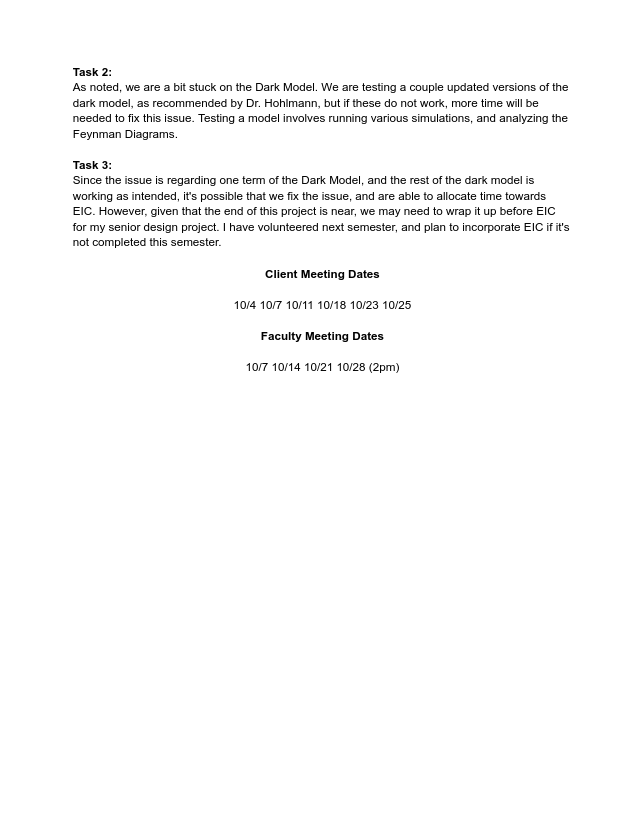 Task 2:
As noted, we are a bit stuck on the Dark Model. We are testing a couple updated versions of the
dark model, as recommended by Dr. Hohlmann, but if these do not work, more time will be
needed to fix this issue. Testing a model involves running various simulations, and analyzing the
Feynman Diagrams.
Task 3:
Since the issue is regarding one term of the Dark Model, and the rest of the dark model is
working as intended, it's possible that we fix the issue, and are able to allocate time towards
EIC. However, given that the end of this project is near, we may need to wrap it up before EIC
for my senior design project. I have volunteered next semester, and plan to incorporate EIC if it's
not completed this semester.
Client Meeting Dates
10/4 10/7 10/11 10/18 10/23 10/25
Faculty Meeting Dates
10/7 10/14 10/21 10/28 (2pm)